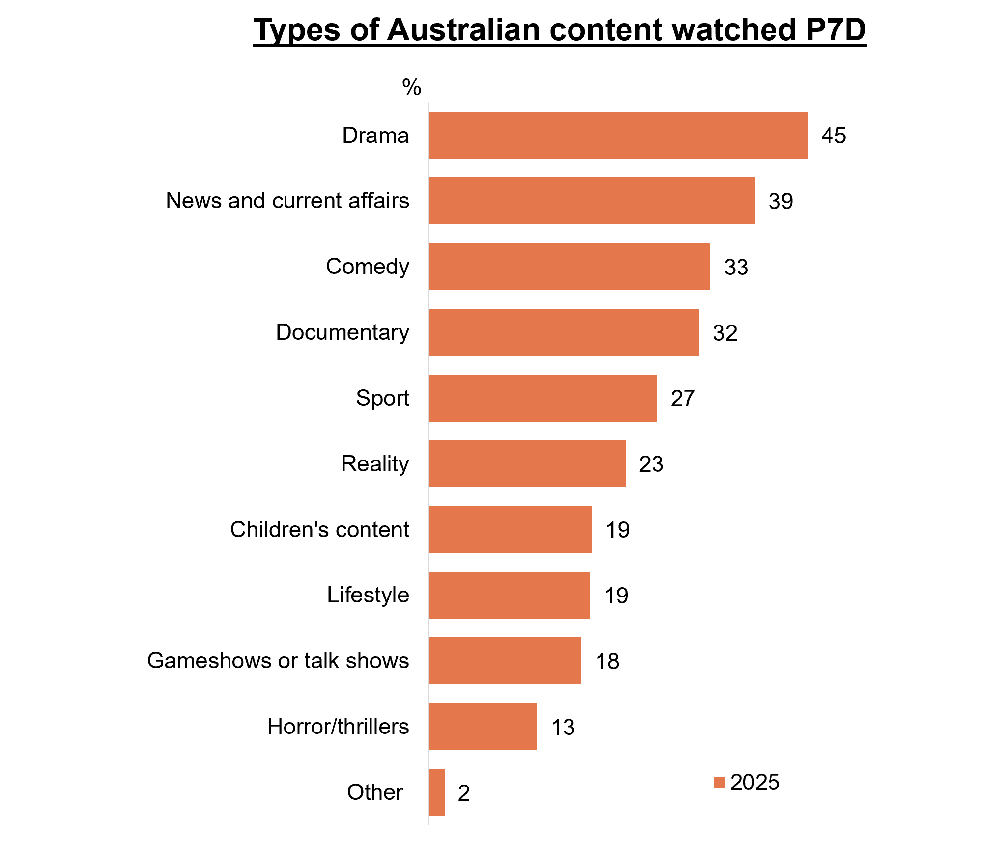 Types of Australian content watched P7D
%
Drama 45
News and current affairs 39
Comedy 33
Documentary 32
Sport 27
Reality 23
Children's content 19
Lifestyle 19
Gameshows or talk shows 18
Horror/thrillers 13
Other 2
2025